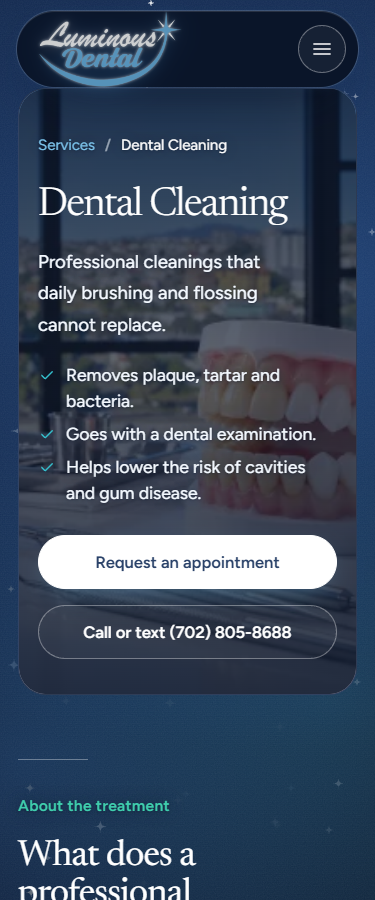 Luminous
Dental
Services / Dental Cleaning
Dental Cleaning
Professional cleanings that
daily brushing and flossing
cannot replace.
Removes plaque, tartar and
bacteria.
Goes with a dental examination.
Helps lower the risk of cavities
and gum disease.
Request an appointment
Call or text (702) 805-8688
About the treatment
What does a
professional